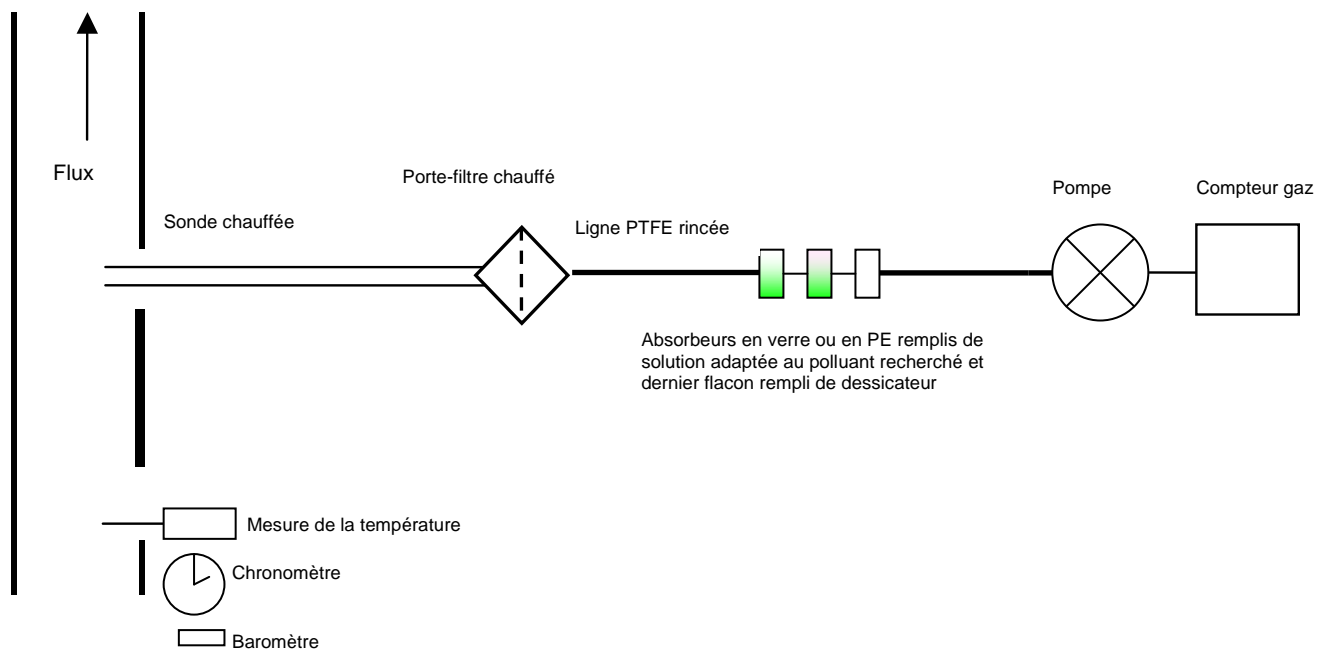 Flux
Porte-filtre chauffé
Pompe
Compteur gaz
Sonde chauffée
Ligne PTFE rincée
Absorbeurs en verre ou en PE remplis de
solution adaptée au polluant recherché et
dernier flacon rempli de dessicateur
Mesure de la température
Chronomètre
Baromètre